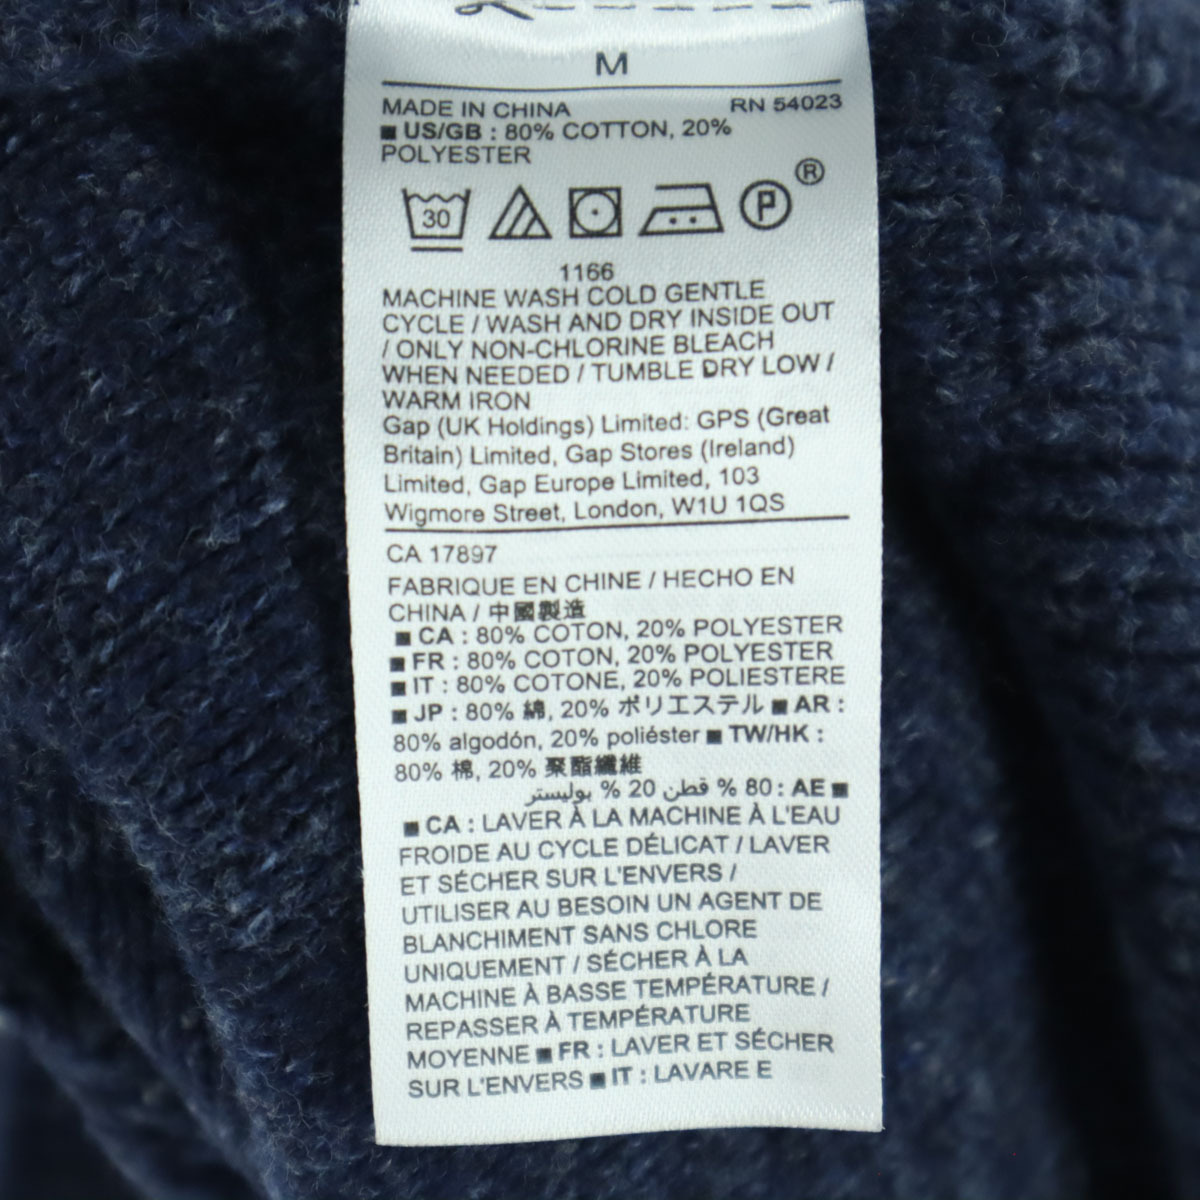 M
MADE IN CHINA RN 54023
■ US/GB : 80% COTTON, 20%
POLYESTER
30 P ®
1166
MACHINE WASH COLD GENTLE
CYCLE / WASH AND DRY INSIDE OUT
/ ONLY NON-CHLORINE BLEACH
WHEN NEEDED / TUMBLE DRY LOW /
WARM IRON
Gap (UK Holdings) Limited: GPS (Great
Britain) Limited, Gap Stores (Ireland)
Limited, Gap Europe Limited, 103
Wigmore Street, London, W1U 1QS
CA 17897
FABRIQUE EN CHINE / HECHO EN
CHINA / 中國製造
■ CA : 80% COTON, 20% POLYESTER
■ FR : 80% COTON, 20% POLYESTER
■ IT : 80% COTONE, 20% POLIESTERE
■ JP : 80% 綿, 20% ポリエステル ■ AR :
80% algodón, 20% poliéster ■ TW/HK :
80% 棉, 20% 聚酯纖維
■ AE : 80 % قطن 20 % بوليستر
■ CA : LAVER À LA MACHINE À L'EAU
FROIDE AU CYCLE DÉLICAT / LAVER
ET SÉCHER SUR L'ENVERS /
UTILISER AU BESOIN UN AGENT DE
BLANCHIMENT SANS CHLORE
UNIQUEMENT / SÉCHER À LA
MACHINE À BASSE TEMPÉRATURE /
REPASSER À TEMPÉRATURE
MOYENNE ■ FR : LAVER ET SÉCHER
SUR L'ENVERS ■ IT : LAVARE E